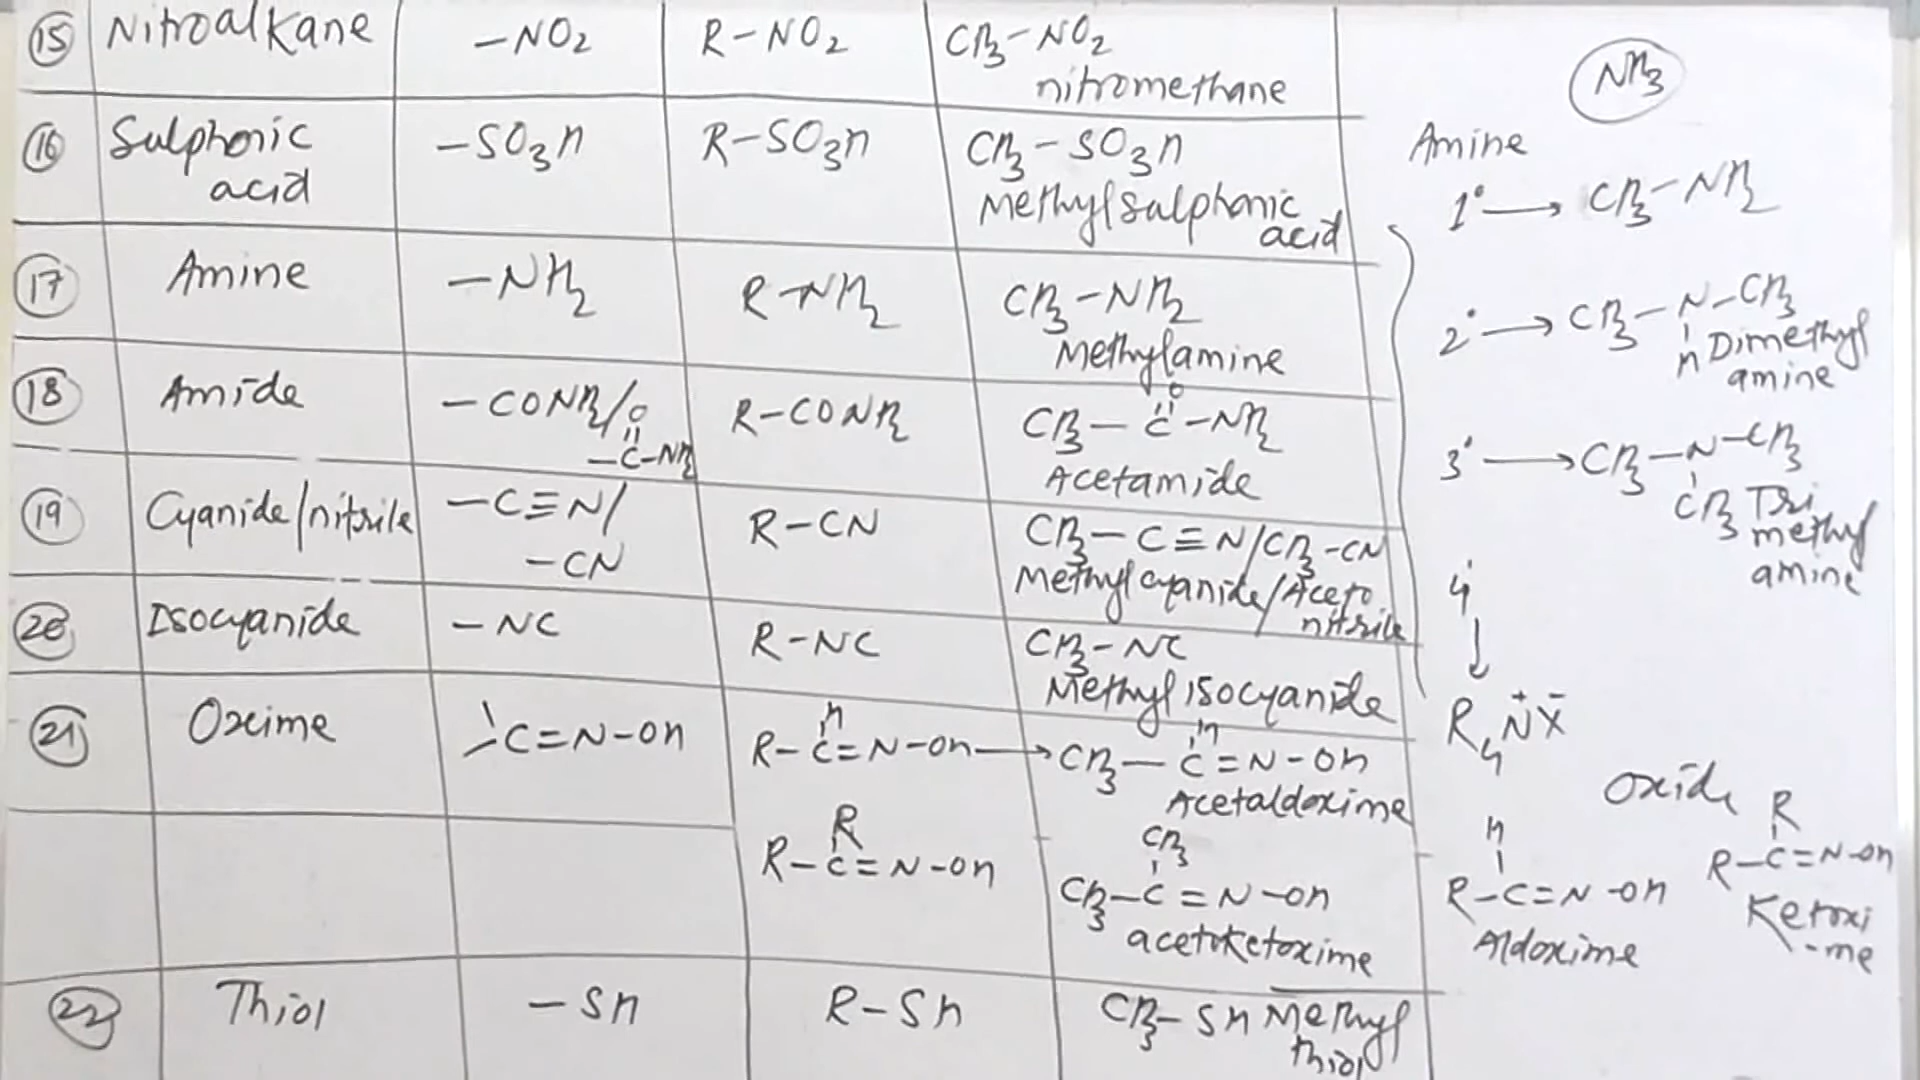 15 Nitroalkane -NO2 R-NO2 CH3-NO2
nitromethane
16 Sulphonic acid -SO3H R-SO3H CH3-SO3H
Methyl sulphonic acid
17 Amine -NH2 R-NH2 CH3-NH2
Methylamine
18 Amide -CONH2/ O
=
-C-NH2
R-CONH2
O
=
CH3-C-NH2
Acetamide
19 Cyanide/nitrile -C≡N/
-CN
R-CN
CH3-C≡N/CH3-CN
Methyl cyanide/Aceto
nitrile
20 Isocyanide -NC R-NC CH3-NC
Methyl isocyanide
21 Oxime >C=N-OH
H
R-C=N-OH →
H
CH3-C=N-OH
Acetaldoxime
R
R-C=N-OH
CH3
CH3-C=N-OH
acetoketoxime
22 Thiol -SH R-SH CH3-SH Methyl
thiol
NH3
Amine
1° → CH3-NH2
2° → CH3-N-CH3
H Dimethyl
amine
3° → CH3-N-CH3
CH3 Tri
methyl
amine
4°
↓
R4N+X-
Oxide
H
R-C=N-OH
Aldoxime
R
R-C=N-OH
Ketoxi
-me